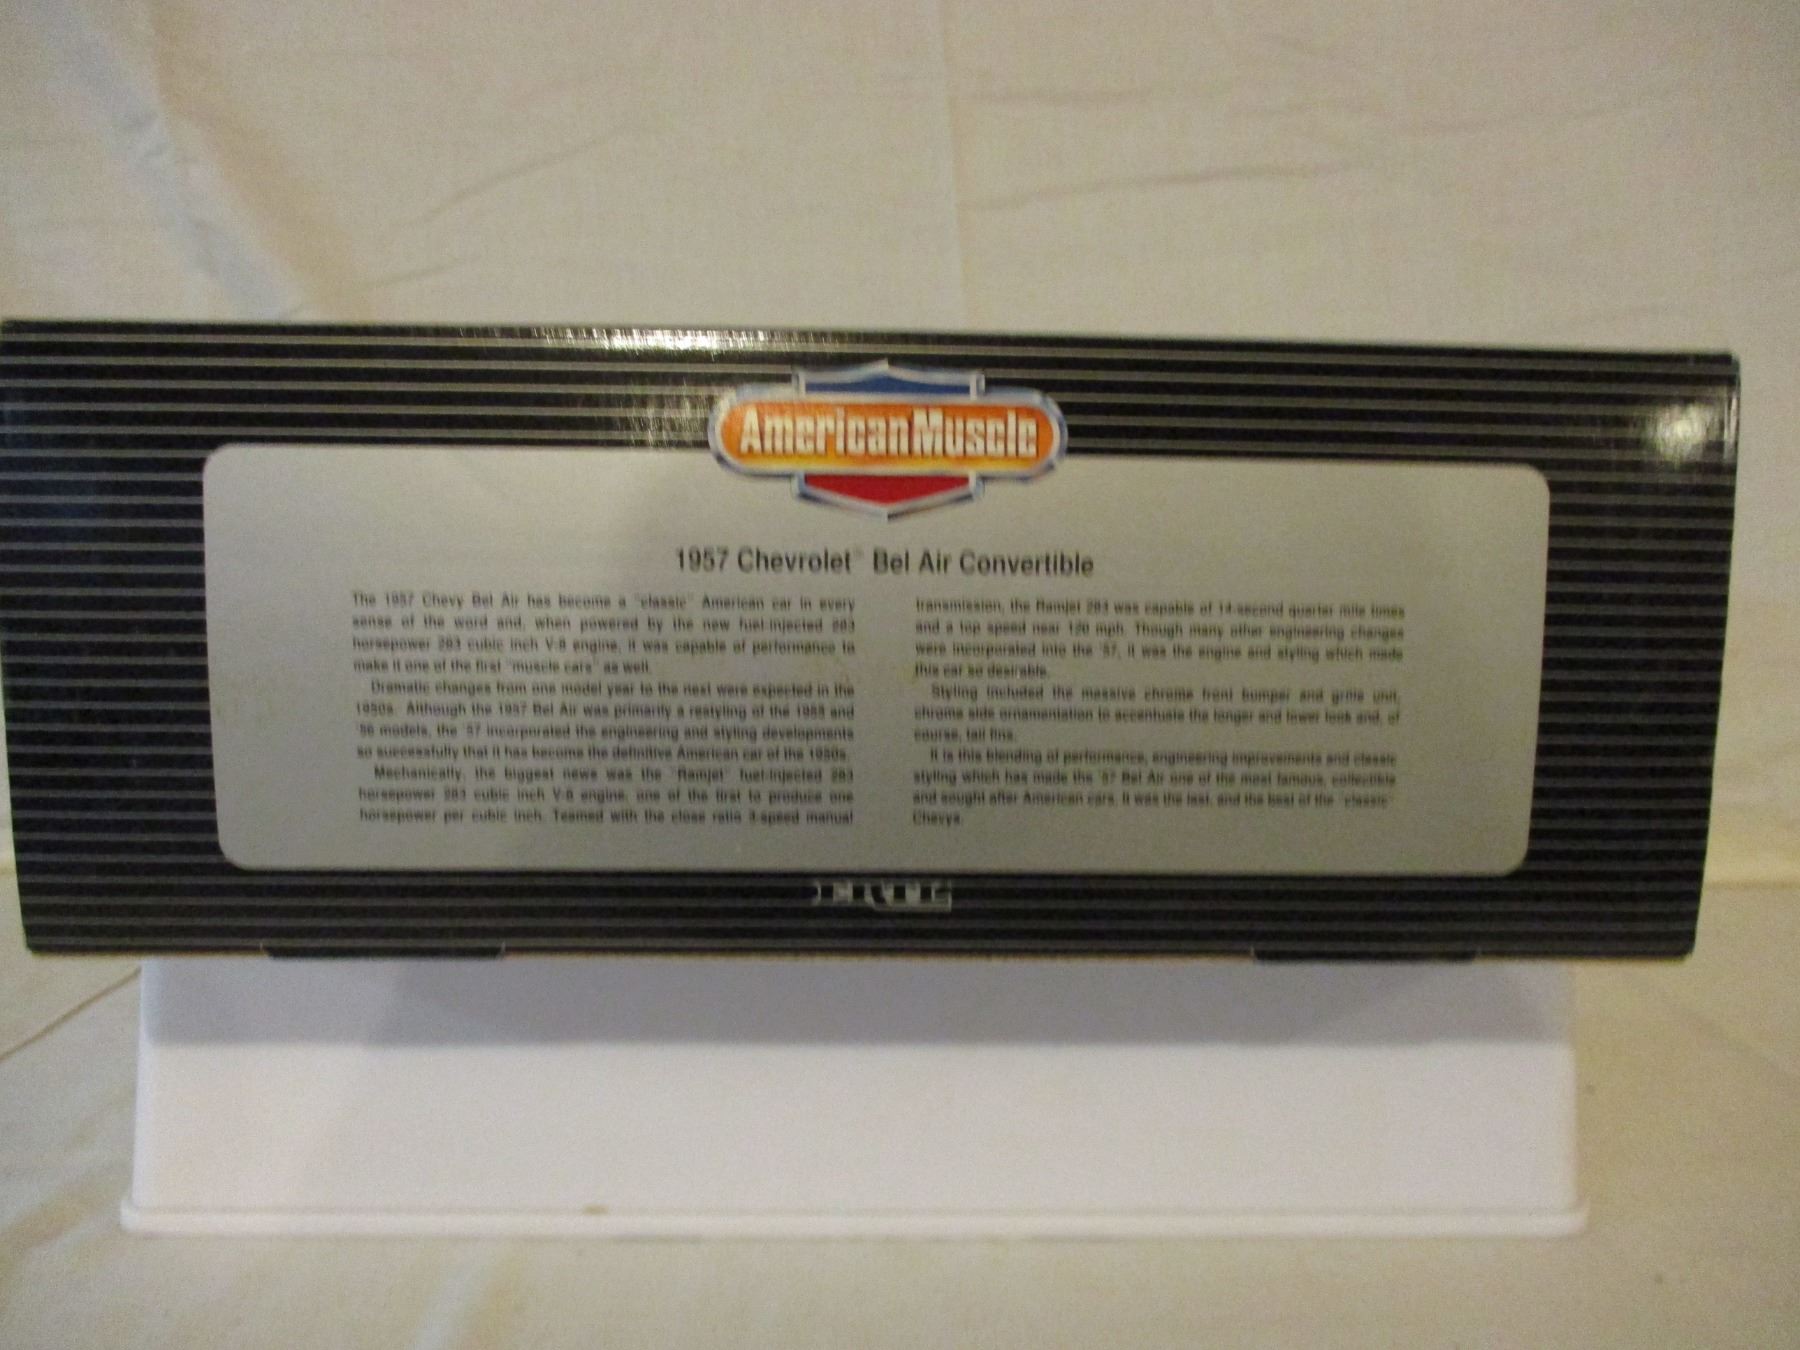 AmericanMuscle
1957 Chevrolet™ Bel Air Convertible
The 1957 Chevy Bel Air has become a "classic" American car in every
sense of the word and, when powered by the new fuel-injected 283
horsepower 283 cubic inch V-8 engine, it was capable of performance to
make it one of the first "muscle cars" as well.
Dramatic changes from one model year to the next were expected in the
1950s. Although the 1957 Bel Air was primarily a restyling of the 1955 and
'56 models, the '57 incorporated the engineering and styling developments
so successfully that it has become the definitive American car of the 1950s.
Mechanically, the biggest news was the "Ramjet" fuel-injected 283
horsepower 283 cubic inch V-8 engine, one of the first to produce one
horsepower per cubic inch. Teamed with the close ratio 3-speed manual
transmission, the Ramjet 283 was capable of 14-second quarter mile times
and a top speed near 120 mph. Though many other engineering changes
were incorporated into the '57, it was the engine and styling which made
this car so desirable.
Styling included the massive chrome front bumper and grille unit,
chrome side ornamentation to accentuate the longer and lower look and, of
course, tail fins.
It is this blending of performance, engineering improvements and classic
styling which has made the '57 Bel Air one of the most famous, collectible
and sought after American cars. It was the last, and the best of the "classic"
Chevys.
ERTL